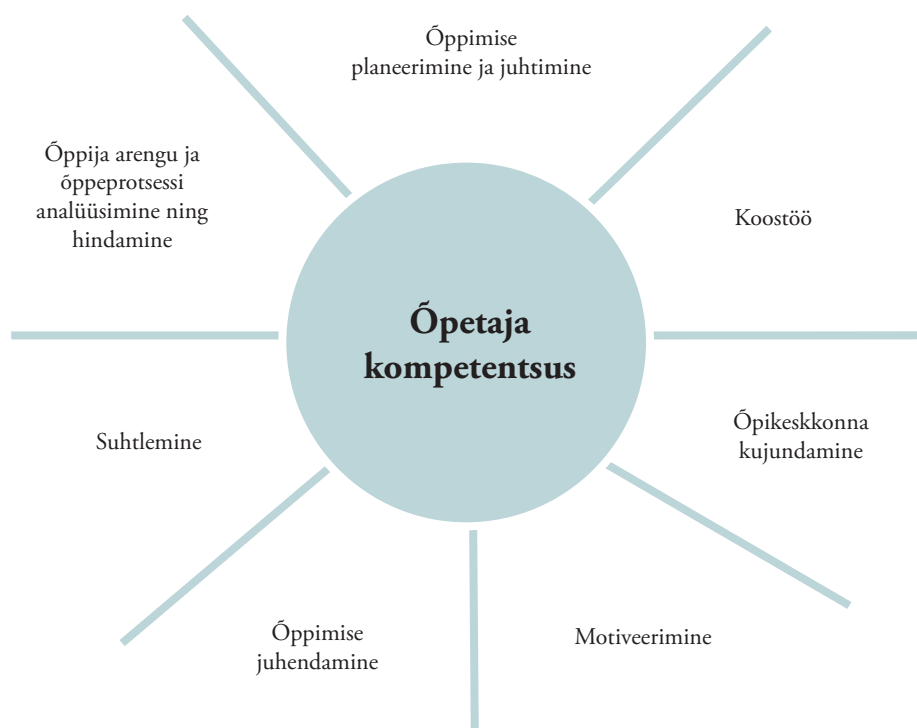 Õppimise
planeerimine ja juhtimine
Õppija arengu ja
õppeprotsessi
analüüsimine ning
hindamine
Koostöö
Õpetaja
kompetentsus
Suhtlemine
Õpikeskkonna
kujundamine
Õppimise
juhendamine
Motiveerimine